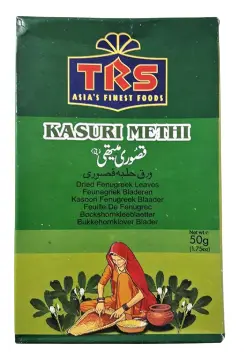 TRS
ASIA'S FINEST FOODS
KASURI METHI
قصوری میتھی
ورق حلبه قصوري
Dried Fenugreek Leaves
Fenugriek Bladeren
Kasoori Fenugreek Blaader
Feuille De Fenugrec
Bockshornkleeblaetter
Bukkehornklover Blader
Net wt. e
50g
(1.75oz)